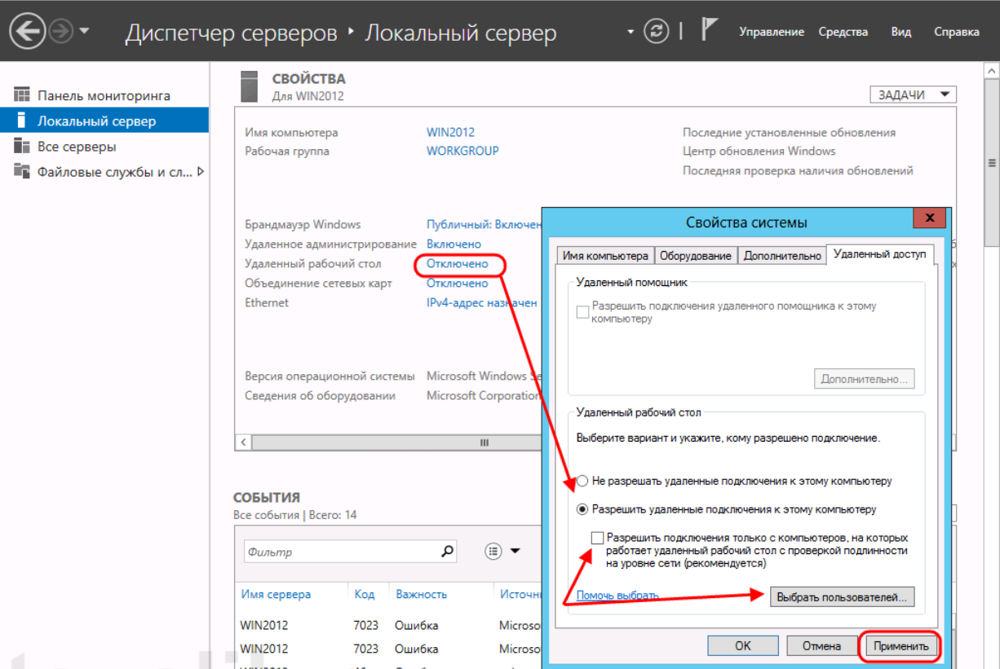 Диспетчер серверов ‣ Локальный сервер
Управление Средства Вид Справка
Панель мониторинга
Локальный сервер
Все серверы
Файловые службы и сл...
СВОЙСТВА
Для WIN2012
ЗАДАЧИ
Имя компьютера WIN2012 Последние установленные обновления
Рабочая группа WORKGROUP Центр обновления Windows
Последняя проверка наличия обновлений
Брандмауэр Windows Публичный: Включен
Удаленное администрирование Включено
Удаленный рабочий стол Отключено
Объединение сетевых карт Отключено
Ethernet IPv4-адрес назначен
Версия операционной системы Microsoft Windows Se
Сведения об оборудовании Microsoft Corporation
СОБЫТИЯ
Все события | Всего: 14
Фильтр
Имя сервера Код Важность Источн
WIN2012 7023 Ошибка Microso
WIN2012 7023 Ошибка Microso
Свойства системы
Имя компьютера Оборудование Дополнительно Удаленный доступ
Удаленный помощник
Разрешить подключения удаленного помощника к этому
компьютеру
Дополнительно...
Удаленный рабочий стол
Выберите вариант и укажите, кому разрешено подключение.
Не разрешать удаленные подключения к этому компьютеру
Разрешить удаленные подключения к этому компьютеру
Разрешить подключения только с компьютеров, на которых
работает удаленный рабочий стол с проверкой подлинности
на уровне сети (рекомендуется)
Помочь выбрать
Выбрать пользователей...
ОК Отмена Применить